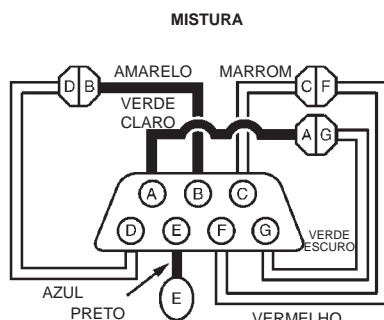 MISTURA
AMARELO MARROM
D B C F
VERDE
CLARO
A G
A B C
D E F G
VERDE
ESCURO
AZUL
PRETO
E
VERMELHO